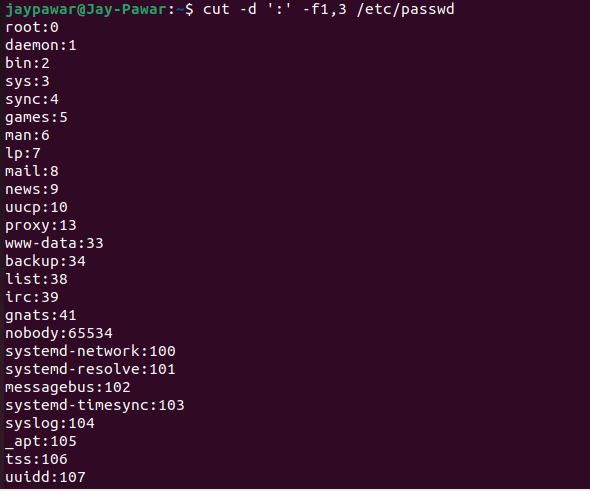 jaypawar@Jay-Pawar:~$ cut -d ':' -f1,3 /etc/passwd
root:0
daemon:1
bin:2
sys:3
sync:4
games:5
man:6
lp:7
mail:8
news:9
uucp:10
proxy:13
www-data:33
backup:34
list:38
irc:39
gnats:41
nobody:65534
systemd-network:100
systemd-resolve:101
messagebus:102
systemd-timesync:103
syslog:104
_apt:105
tss:106
uuidd:107